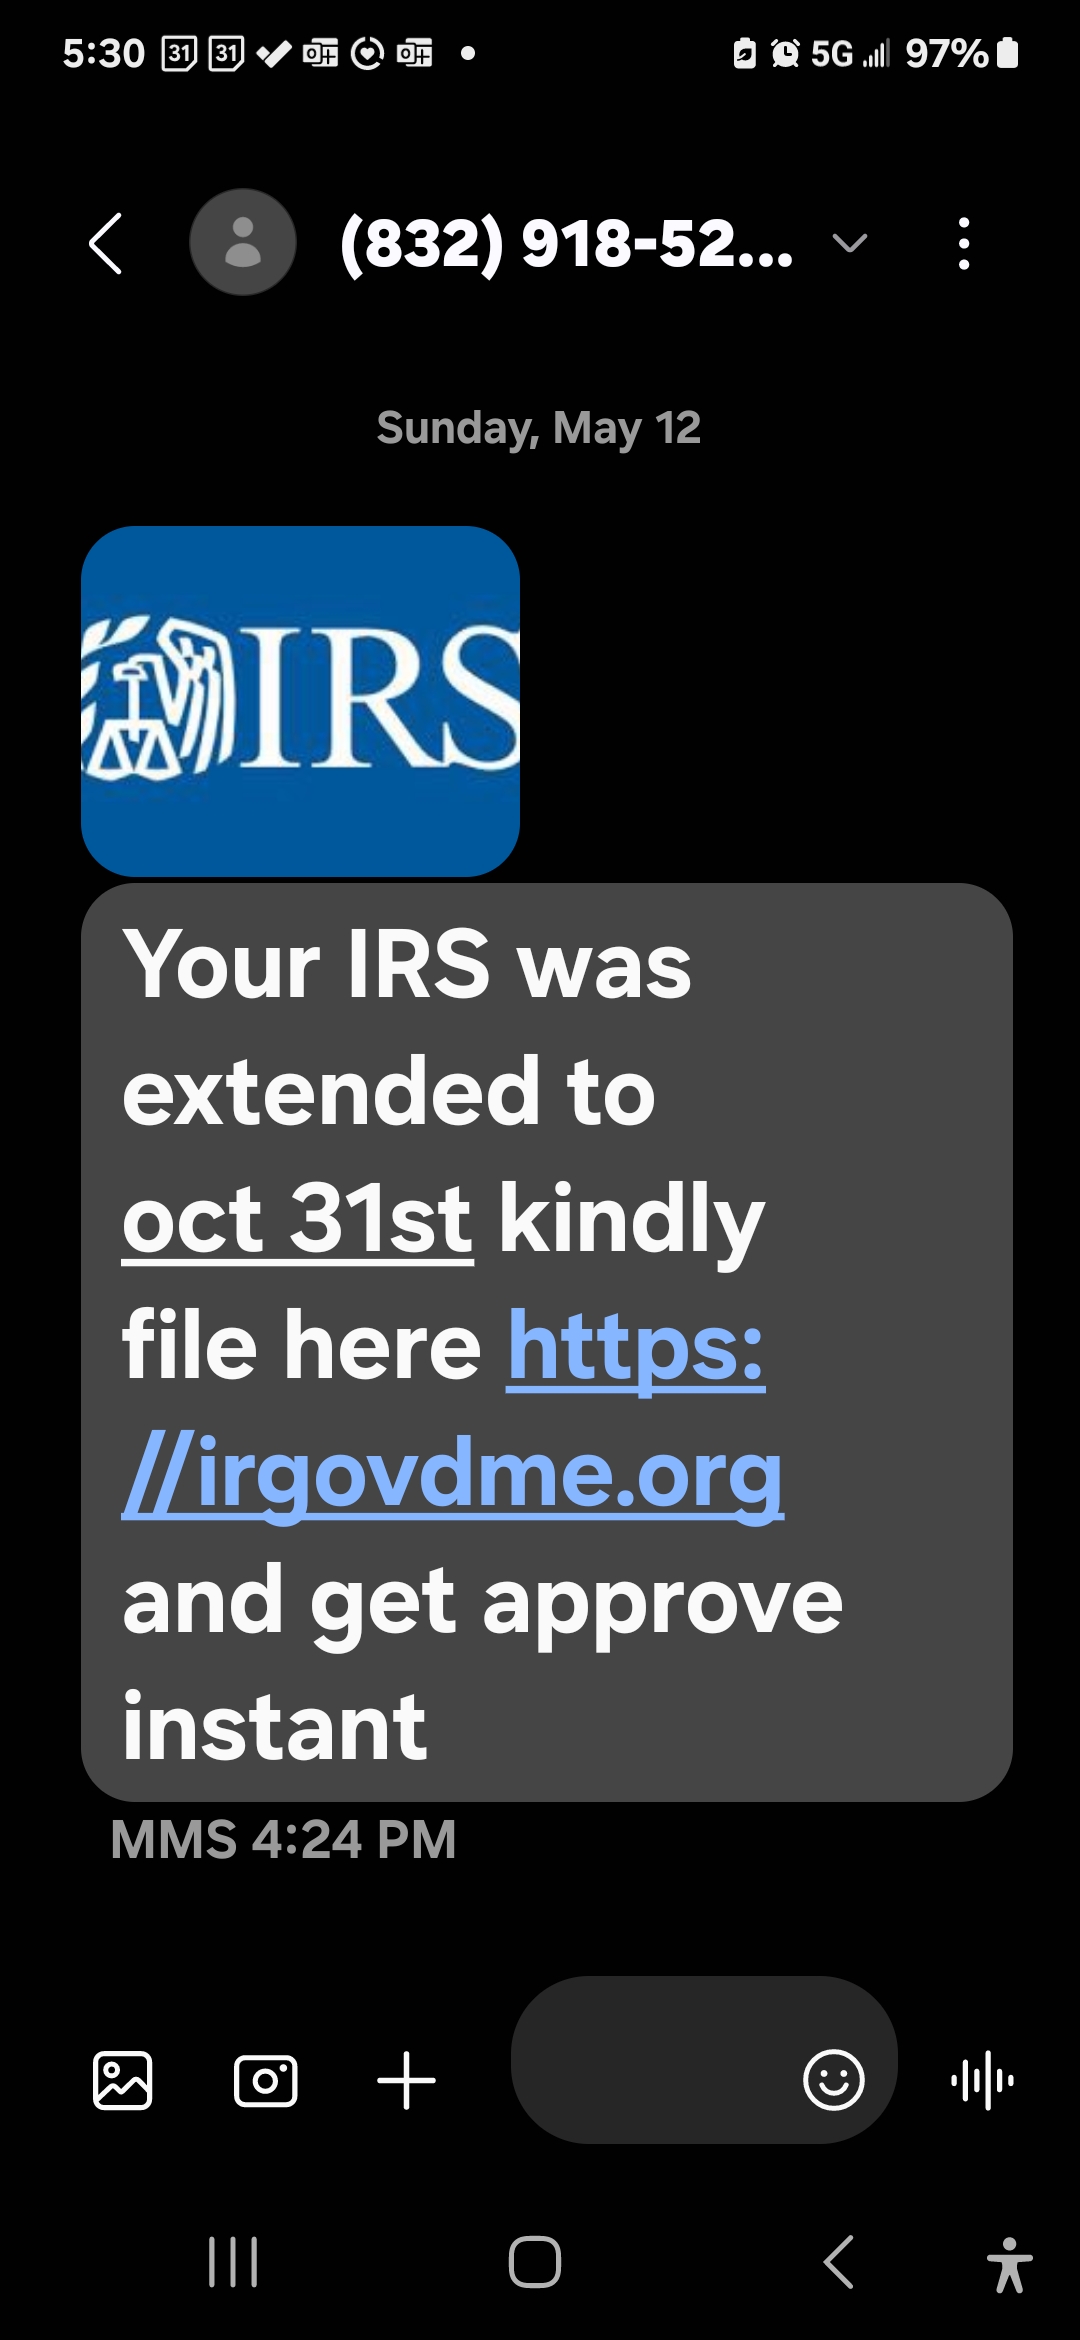 5:30 31 31 5G 97%
(832) 918-52...
Sunday, May 12
IRS
Your IRS was
extended to
oct 31st kindly
file here https:
//irgovdme.org
and get approve
instant
MMS 4:24 PM